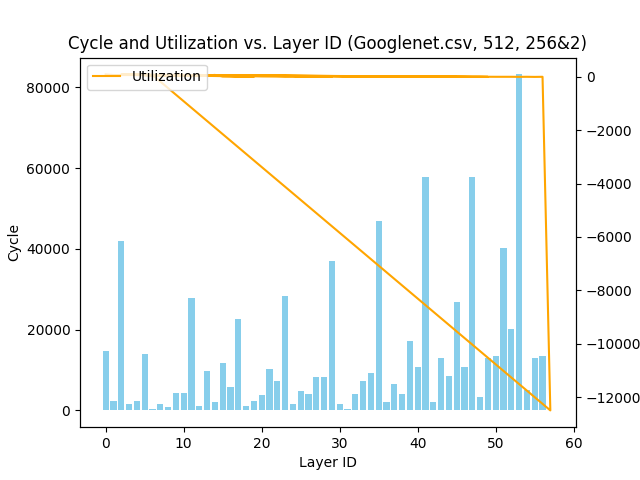 Cycle and Utilization vs. Layer ID (Googlenet.csv, 512, 256&2)
Utilization
80000
60000
40000
20000
0
Cycle
0
−2000
−4000
−6000
−8000
−10000
−12000
0 10 20 30 40 50 60
Layer ID